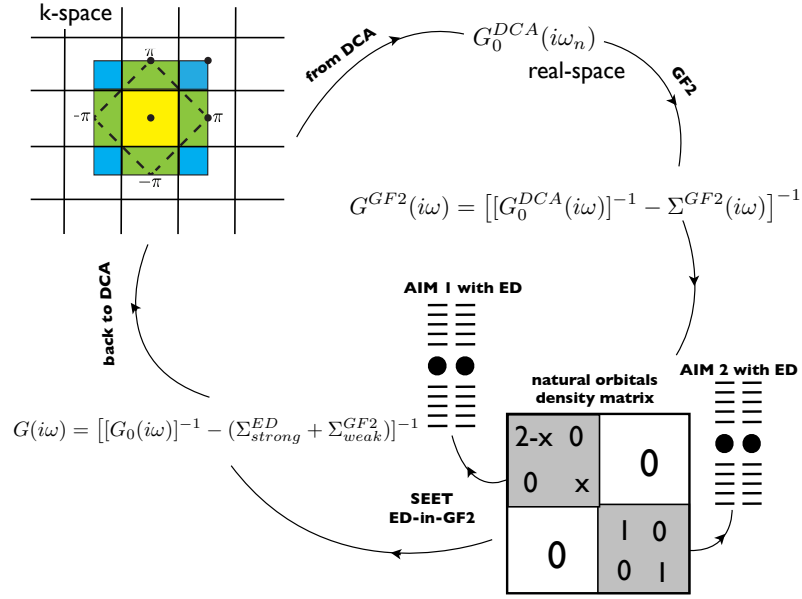 k-space
π
-π
π
−π
from DCA
G_0^{DCA}(iω_n)
real-space
GF2
G^{GF2}(iω) = [[G_0^{DCA}(iω)]^{-1} − Σ^{GF2}(iω)]^{-1}
back to DCA
AIM 1 with ED
AIM 2 with ED
natural orbitals
density matrix
2-x 0
0 x
0
0
1 0
0 1
G(iω) = [[G_0(iω)]^{-1} − (Σ_{strong}^{ED} + Σ_{weak}^{GF2})]^{-1}
SEET
ED-in-GF2